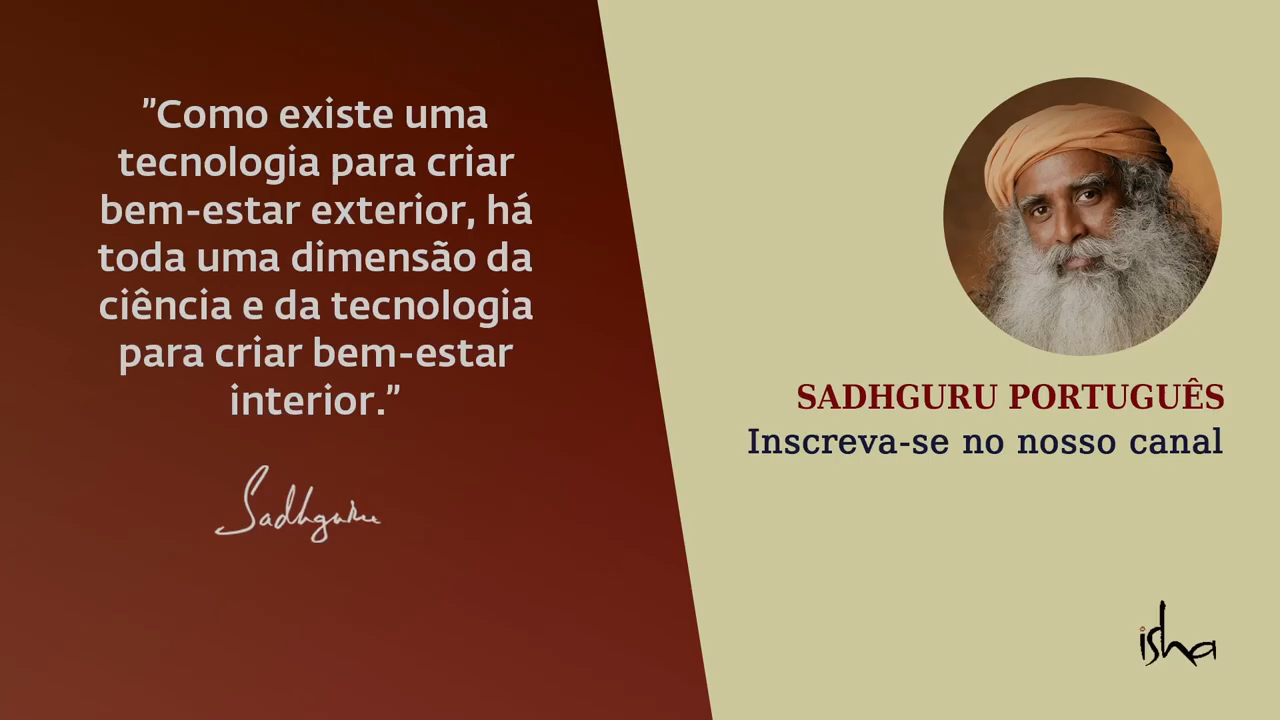 ”Como existe uma
tecnologia para criar
bem-estar exterior, há
toda uma dimensão da
ciência e da tecnologia
para criar bem-estar
interior.”
Sadhguru
SADHGURU PORTUGUÊS
Inscreva-se no nosso canal
isha